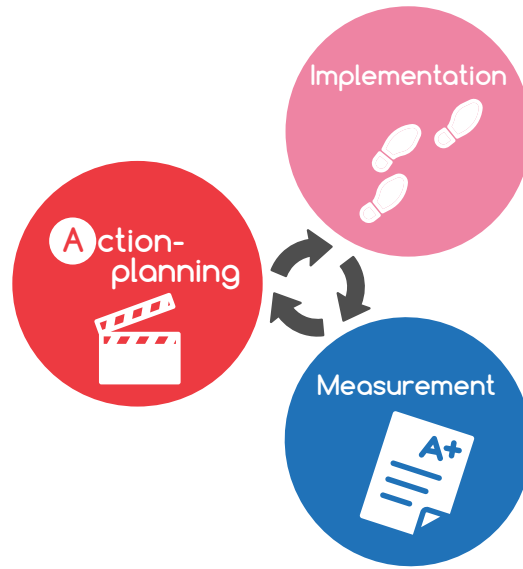 Implementation
Action-
planning
Measurement
A+